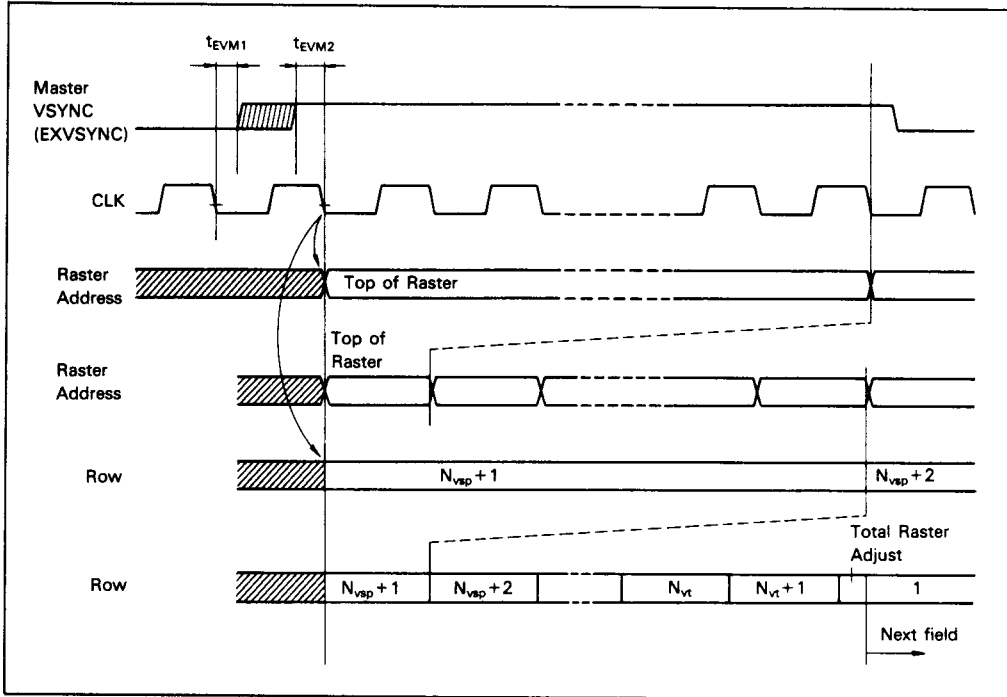 tEVM1
tEVM2
Master
VSYNC
(EXVSYNC)
CLK
Raster
Address
Top of Raster
Top of
Raster
Raster
Address
Row
Nvsp+1
Nvsp+2
Total Raster
Adjust
Row
Nvsp+1
Nvsp+2
Nvt
Nvt+1
1
Next field